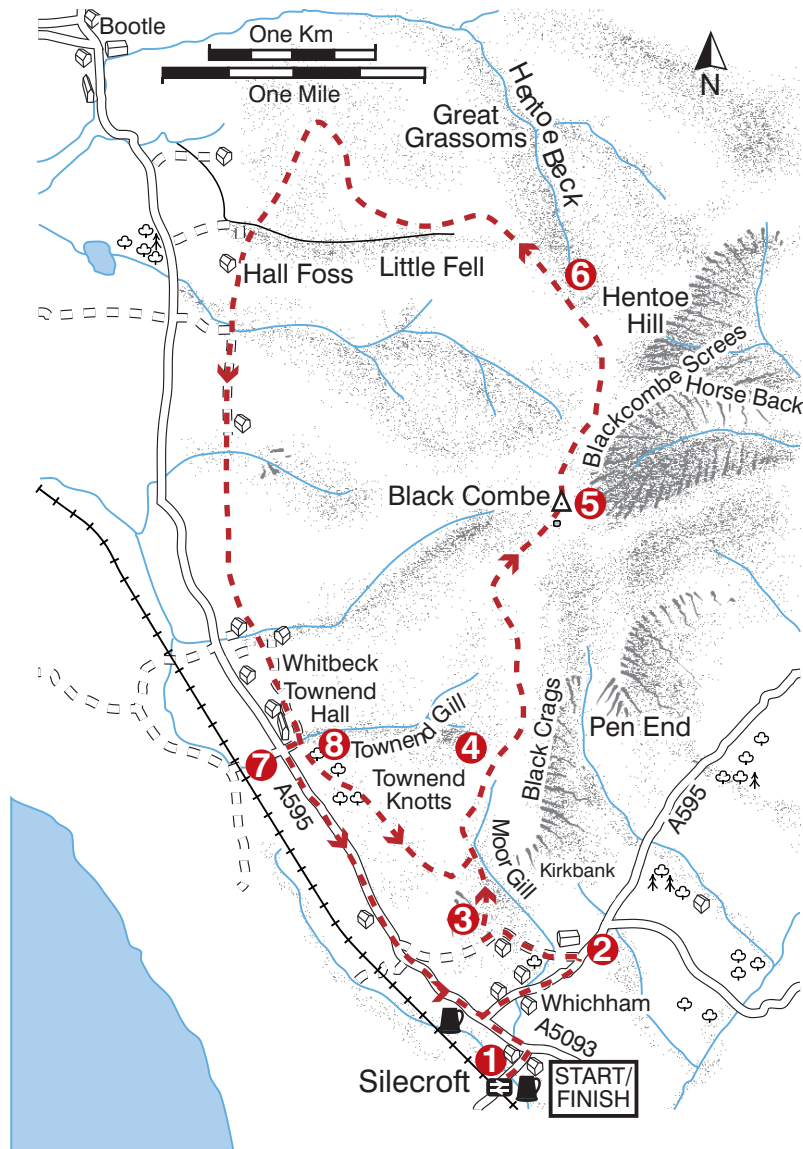 Bootle
One Km
One Mile
N
Hentoe Beck
Great
Grassoms
Hall Foss
Little Fell
6
Hentoe
Hill
Blackcombe Screes
Horse Back
Black Combe
5
Whitbeck
Townend
Hall
8
Townend Gill
4
7
A595
Townend
Knotts
Black Crags
Pen End
A595
Moor Gill
Kirkbank
3
2
Whichham
A5093
1
Silecroft
START/
FINISH